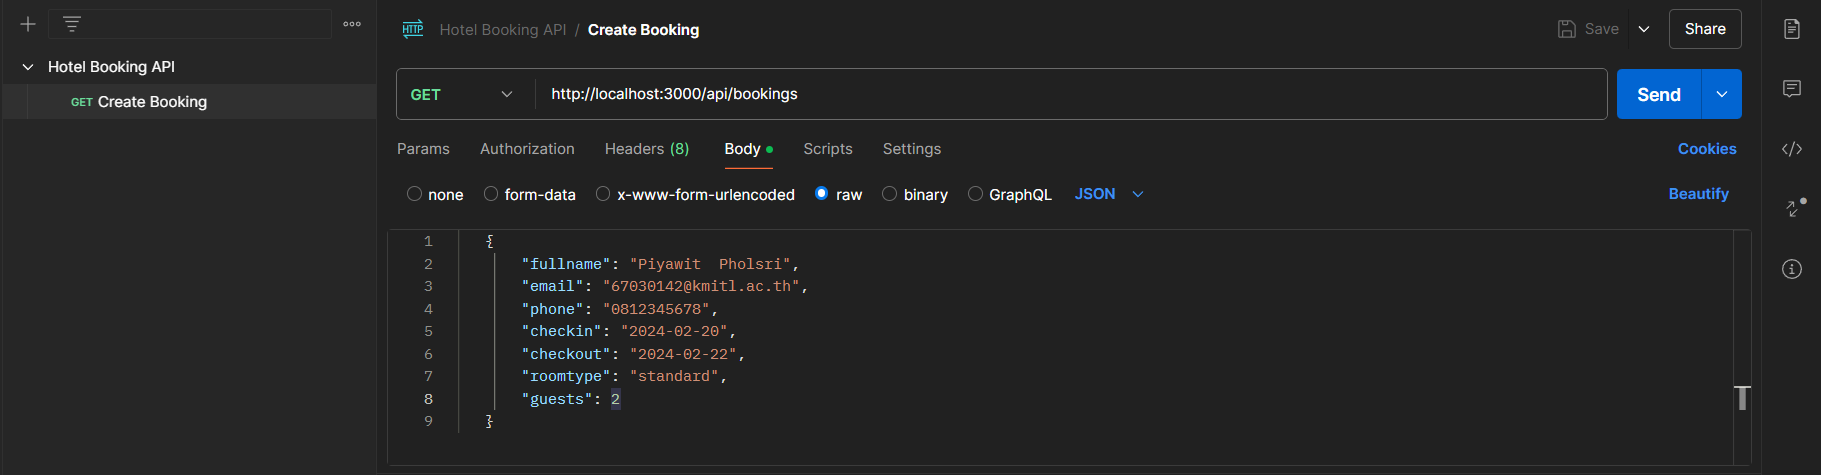 HTTP Hotel Booking API / Create Booking Save Share
Hotel Booking API
GET Create Booking
GET http://localhost:3000/api/bookings Send
Params Authorization Headers (8) Body Scripts Settings Cookies
none form-data x-www-form-urlencoded raw binary GraphQL JSON Beautify
1 {
2 "fullname": "Piyawit  Pholsri",
3 "email": "67030142@kmitl.ac.th",
4 "phone": "0812345678",
5 "checkin": "2024-02-20",
6 "checkout": "2024-02-22",
7 "roomtype": "standard",
8 "guests": 2
9 }